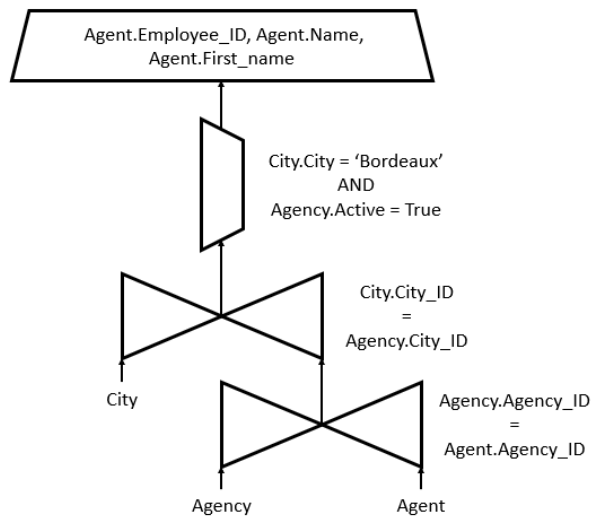 Agent.Employee_ID, Agent.Name,
Agent.First_name
City.City = ‘Bordeaux’
AND
Agency.Active = True
City.City_ID
=
Agency.City_ID
City
Agency.Agency_ID
=
Agent.Agency_ID
Agency
Agent